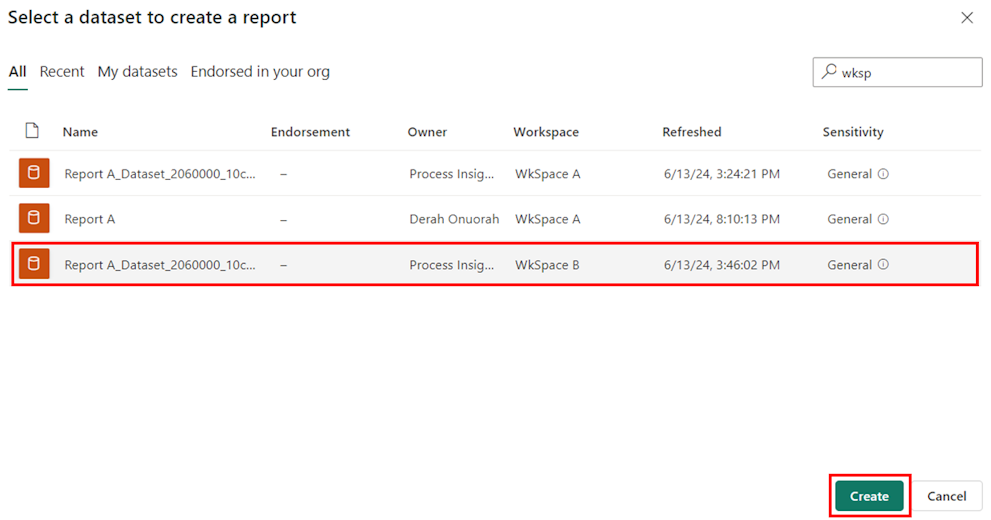 Select a dataset to create a report
All Recent My datasets Endorsed in your org wksp
Name Endorsement Owner Workspace Refreshed Sensitivity
Report A_Dataset_2060000_10c... – Process Insig... WkSpace A 6/13/24, 3:24:21 PM General
Report A – Derah Onuorah WkSpace A 6/13/24, 8:10:13 PM General
Report A_Dataset_2060000_10c... – Process Insig... WkSpace B 6/13/24, 3:46:02 PM General
Create Cancel